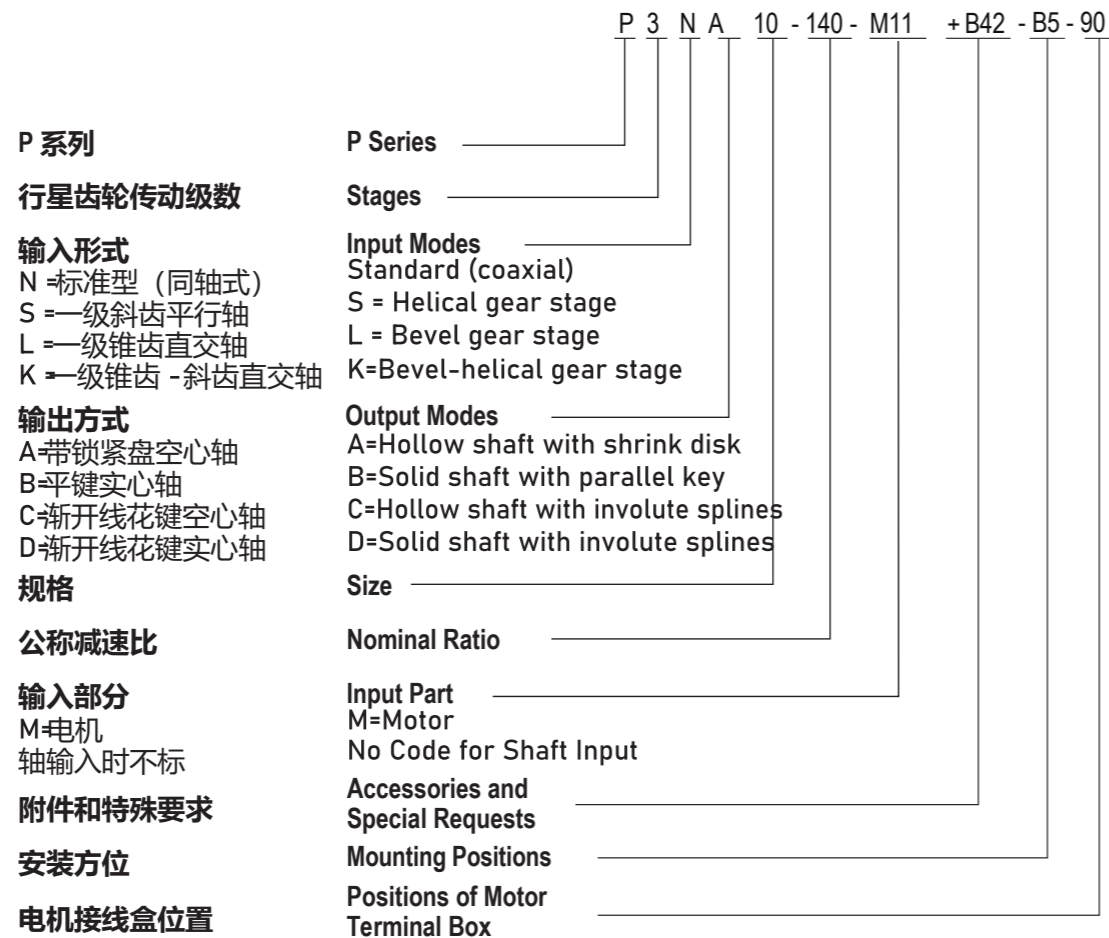 P 3 N A 10 - 140 - M11 +B42 - B5 - 90
P 系列 P Series
行星齿轮传动级数 Stages
输入形式 Input Modes
N =标准型（同轴式） Standard (coaxial)
S =一级斜齿平行轴 S = Helical gear stage
L =一级锥齿直交轴 L = Bevel gear stage
K =一级锥齿 -斜齿直交轴 K=Bevel-helical gear stage
输出方式 Output Modes
A=带锁紧盘空心轴 A=Hollow shaft with shrink disk
B=平键实心轴 B=Solid shaft with parallel key
C=渐开线花键空心轴 C=Hollow shaft with involute splines
D=渐开线花键实心轴 D=Solid shaft with involute splines
规格 Size
公称减速比 Nominal Ratio
输入部分 Input Part
M=电机 M=Motor
轴输入时不标 No Code for Shaft Input
附件和特殊要求 Accessories and
Special Requests
安装方位 Mounting Positions
电机接线盒位置 Positions of Motor
Terminal Box